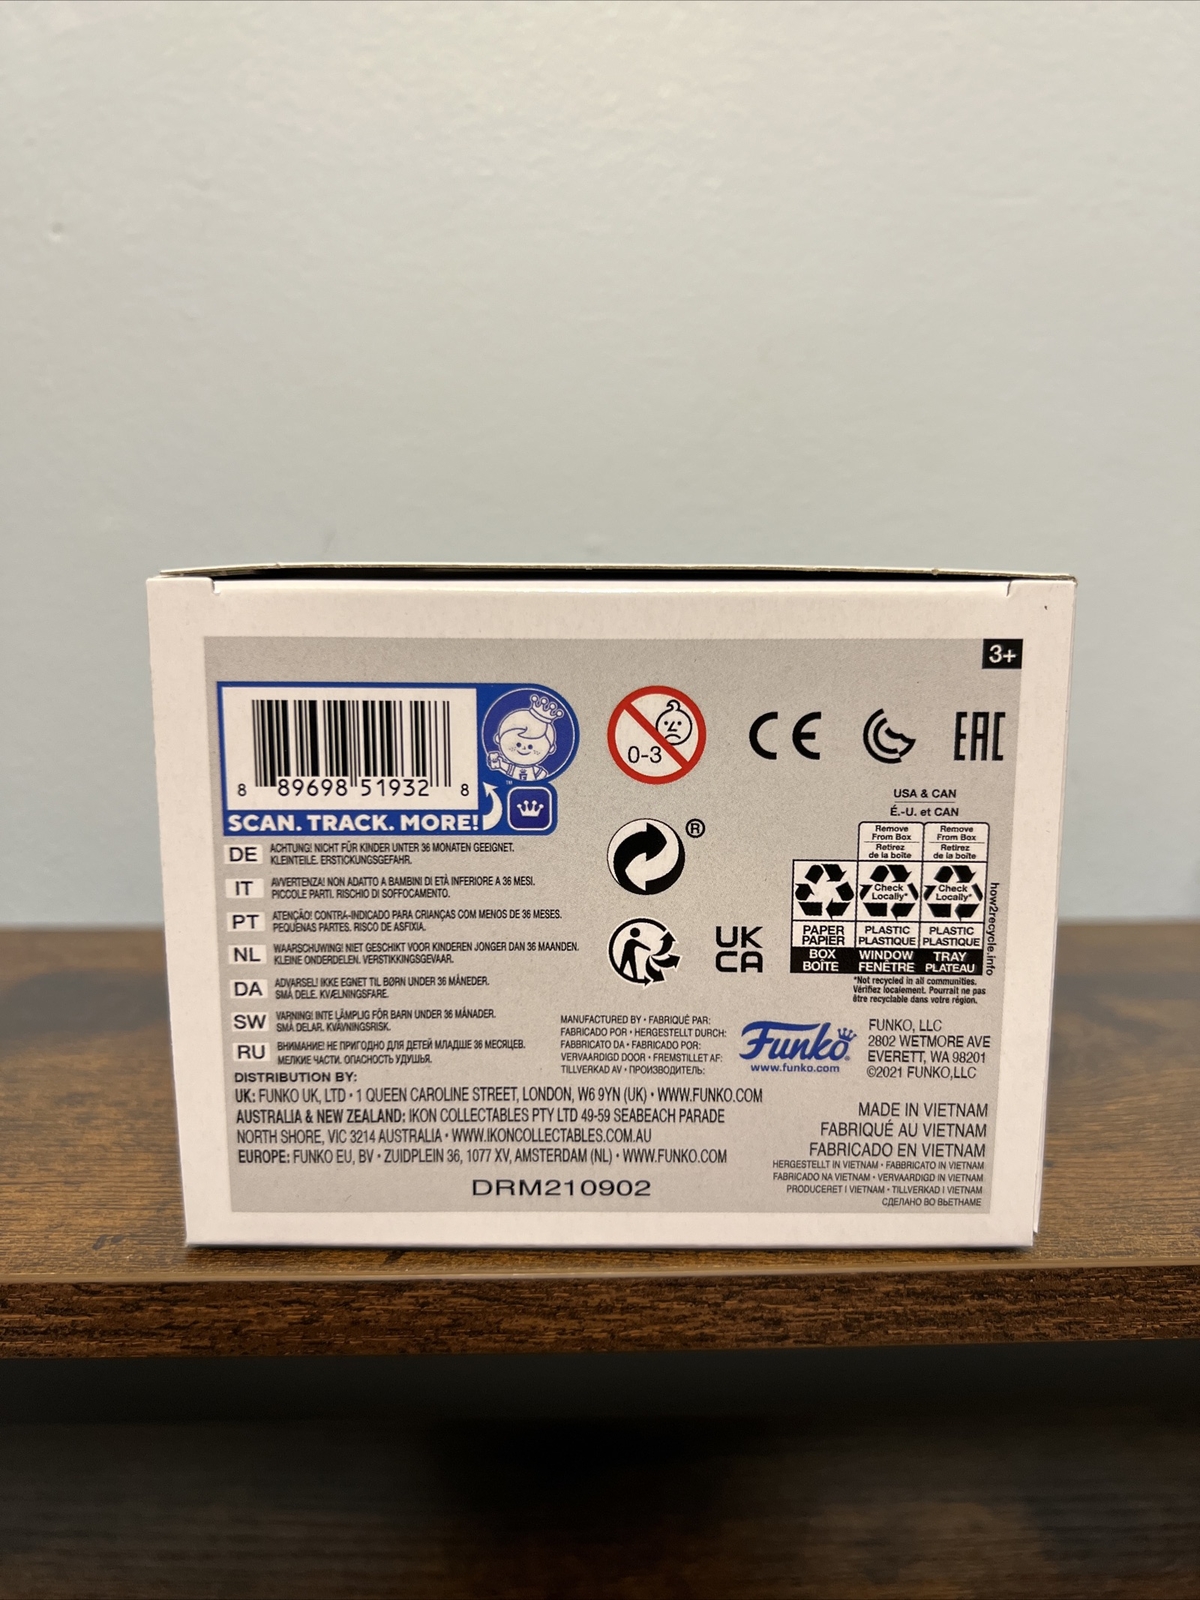 3+
8 89698 51932 8
SCAN. TRACK. MORE!
™
0-3
CE
EAC
®
UK
CA
USA & CAN
É.-U. et CAN
Remove From Box
Retirez de la boîte
Remove From Box
Retirez de la boîte
Check Locally*
Check Locally*
PAPER
PAPIER
PLASTIC
PLASTIQUE
PLASTIC
PLASTIQUE
BOX
BOÎTE
WINDOW
FENÊTRE
TRAY
PLATEAU
how2recycle.info
*Not recycled in all communities.
Vérifiez localement. Pourrait ne pas
être recyclable dans votre région.
DE ACHTUNG! NICHT FÜR KINDER UNTER 36 MONATEN GEEIGNET.
KLEINTEILE. ERSTICKUNGSGEFAHR.
IT AVVERTENZA! NON ADATTO A BAMBINI DI ETÀ INFERIORE A 36 MESI.
PICCOLE PARTI. RISCHIO DI SOFFOCAMENTO.
PT ATENÇÃO! CONTRA-INDICADO PARA CRIANÇAS COM MENOS DE 36 MESES.
PEQUENAS PARTES. RISCO DE ASFIXIA.
NL WAARSCHUWING! NIET GESCHIKT VOOR KINDEREN JONGER DAN 36 MAANDEN.
KLEINE ONDERDELEN. VERSTIKKINGSGEVAAR.
DA ADVARSEL! IKKE EGNET TIL BØRN UNDER 36 MÅNEDER.
SMÅ DELE. KVÆLNINGSFARE.
SW VARNING! INTE LÄMPLIG FÖR BARN UNDER 36 MÅNADER.
SMÅ DELAR. KVÄVNINGSRISK.
RU ВНИМАНИЕ! НЕ ПРИГОДНО ДЛЯ ДЕТЕЙ МЛАДШЕ 36 МЕСЯЦЕВ.
МЕЛКИЕ ЧАСТИ. ОПАСНОСТЬ УДУШЬЯ.
MANUFACTURED BY • FABRIQUÉ PAR:
FABRICADO POR • HERGESTELLT DURCH:
FABBRICATO DA • FABRICADO POR:
VERVAARDIGD DOOR • FREMSTILLET AF:
TILLVERKAD AV • ПРОИЗВОДИТЕЛЬ:
Funko®
www.funko.com
FUNKO, LLC
2802 WETMORE AVE
EVERETT, WA 98201
©2021 FUNKO,LLC
DISTRIBUTION BY:
UK: FUNKO UK, LTD • 1 QUEEN CAROLINE STREET, LONDON, W6 9YN (UK) • WWW.FUNKO.COM
AUSTRALIA & NEW ZEALAND: IKON COLLECTABLES PTY LTD 49-59 SEABEACH PARADE
NORTH SHORE, VIC 3214 AUSTRALIA • WWW.IKONCOLLECTABLES.COM.AU
EUROPE: FUNKO EU, BV • ZUIDPLEIN 36, 1077 XV, AMSTERDAM (NL) • WWW.FUNKO.COM
DRM210902
MADE IN VIETNAM
FABRIQUÉ AU VIETNAM
FABRICADO EN VIETNAM
HERGESTELLT IN VIETNAM • FABBRICATO IN VIETNAM
FABRICADO NA VIETNAM • VERVAARDIGD IN VIETNAM
PRODUCERET I VIETNAM • TILLVERKAD I VIETNAM
СДЕЛАНО ВО ВЬЕТНАМЕ